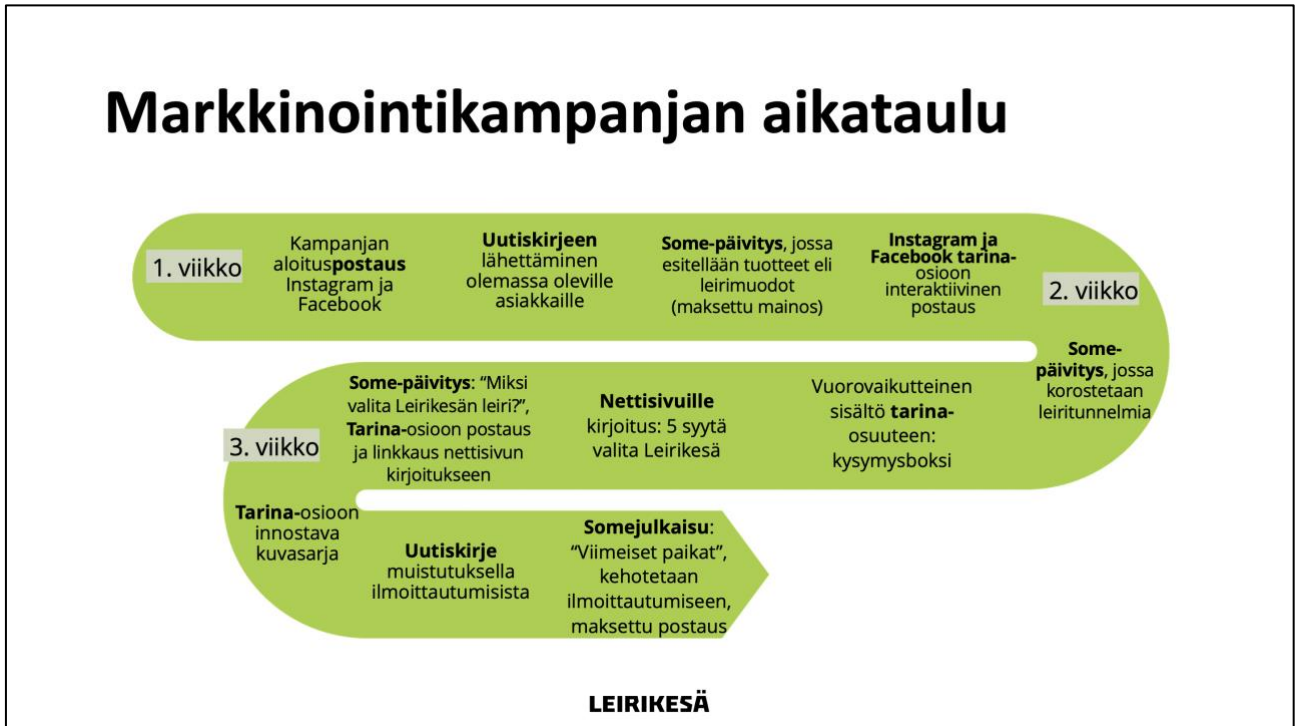 Markkinointikampanjan aikataulu
1. viikko
Kampanjan
aloituspostaus
Instagram ja
Facebook
Uutiskirjeen
lähettäminen
olemassa oleville
asiakkaille
Some-päivitys, jossa
esitellään tuotteet eli
leirimuodot
(maksettu mainos)
Instagram ja
Facebook tarina-
osioon
interaktiivinen
postaus
2. viikko
Some-
päivitys, jossa
korostetaan
leiritunnelmia
Vuorovaikutteinen
sisältö tarina-
osuuteen:
kysymysboksi
Nettisivuille
kirjoitus: 5 syytä
valita Leirikesä
Some-päivitys: “Miksi
valita Leirikesän leiri?”,
Tarina-osioon postaus
ja linkkaus nettisivun
kirjoitukseen
3. viikko
Tarina-osioon
innostava
kuvasarja
Uutiskirje
muistutuksella
ilmoittautumisista
Somejulkaisu:
“Viimeiset paikat”,
kehotetaan
ilmoittautumiseen,
maksettu postaus
LEIRIKESÄ